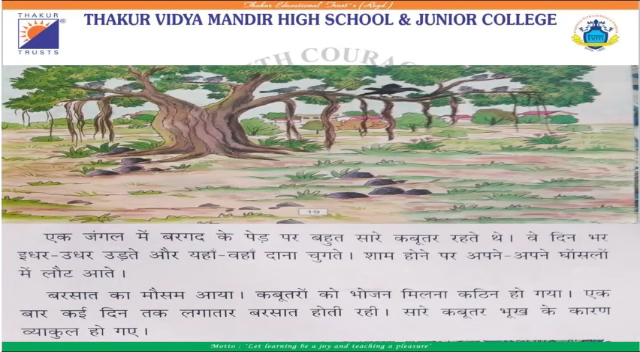 Thakur Educational Trust's (Regd.)
THAKUR VIDYA MANDIR HIGH SCHOOL & JUNIOR COLLEGE
THAKUR
TRUSTS
TH COURAG
19
एक जंगल में बरगद के पेड़ पर बहुत सारे कबूतर रहते थे। वे दिन भर
इधर-उधर उड़ते और यहाँ-वहाँ दाना चुगते। शाम होने पर अपने-अपने घोंसलों
में लौट आते।
बरसात का मौसम आया। कबूतरों को भोजन मिलना कठिन हो गया। एक
बार कई दिन तक लगातार बरसात होती रही। सारे कबूतर भूख के कारण
व्याकुल हो गए।
Motto : "Let learning be a joy and teaching a pleasure"